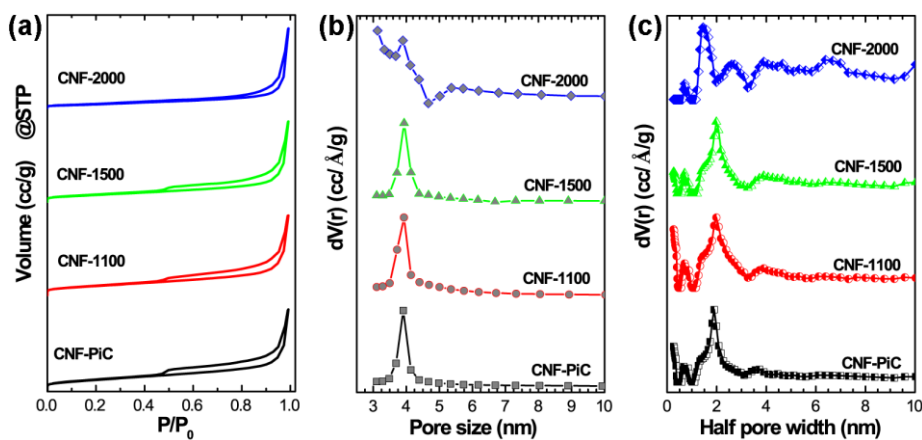 (a)
CNF-2000
CNF-1500
CNF-1100
CNF-PiC
Volume (cc/g) @STP
0.0 0.2 0.4 0.6 0.8 1.0
P/P0
(b)
CNF-2000
CNF-1500
CNF-1100
CNF-PiC
dV(r) (cc/Å/g)
3 4 5 6 7 8 9 10
Pore size (nm)
(c)
CNF-2000
CNF-1500
CNF-1100
CNF-PiC
dV(r) (cc/Å/g)
0 2 4 6 8 10
Half pore width (nm)